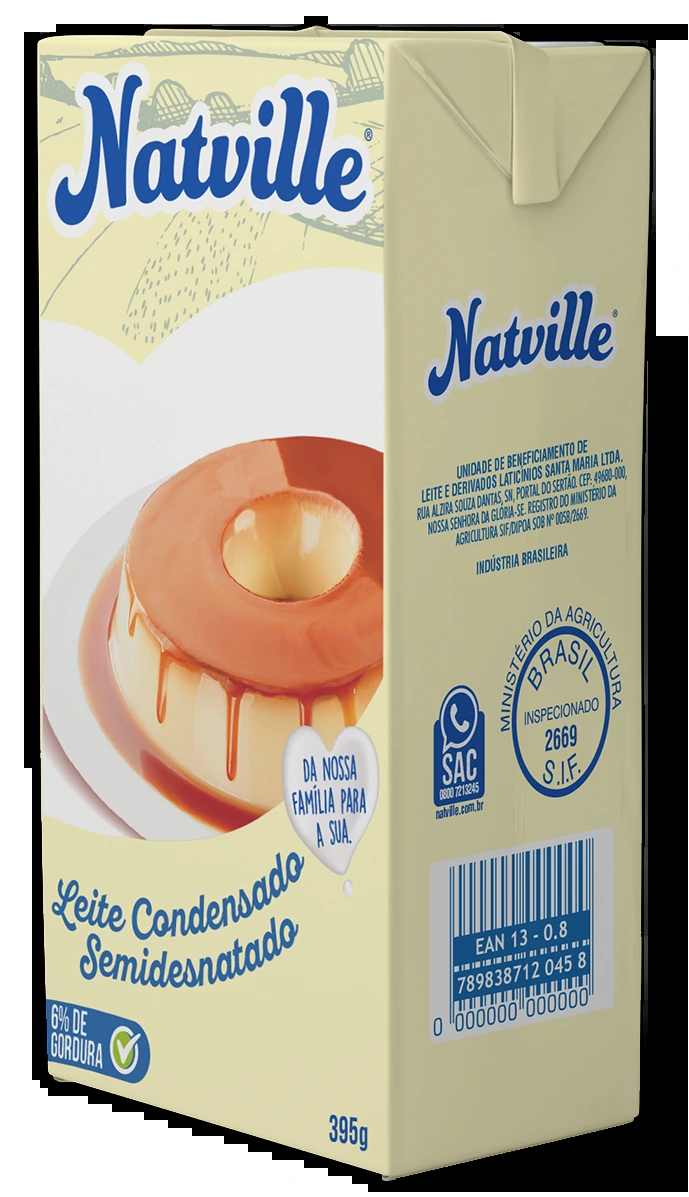 Natville®
DA NOSSA
FAMÍLIA PARA
A SUA.
Leite Condensado
Semidesnatado
6% DE
GORDURA
395g
Natville®
UNIDADE DE BENEFICIAMENTO DE
LEITE E DERIVADOS LATICÍNIOS SANTA MARIA LTDA.
RUA ALZIRA SOUZA DANTAS, SN, PORTAL DO SERTÃO. CEP: 49680-000,
NOSSA SENHORA DA GLÓRIA-SE. REGISTRO DO MINISTÉRIO DA
AGRICULTURA SIF/DIPOA SOB Nº 0058/2669.
INDÚSTRIA BRASILEIRA
MINISTÉRIO DA AGRICULTURA
BRASIL
INSPECIONADO
2669
S.I.F.
SAC
0800 7213245
natville.com.br
EAN 13 - 0.8
789838712 045 8
0 000000 000000